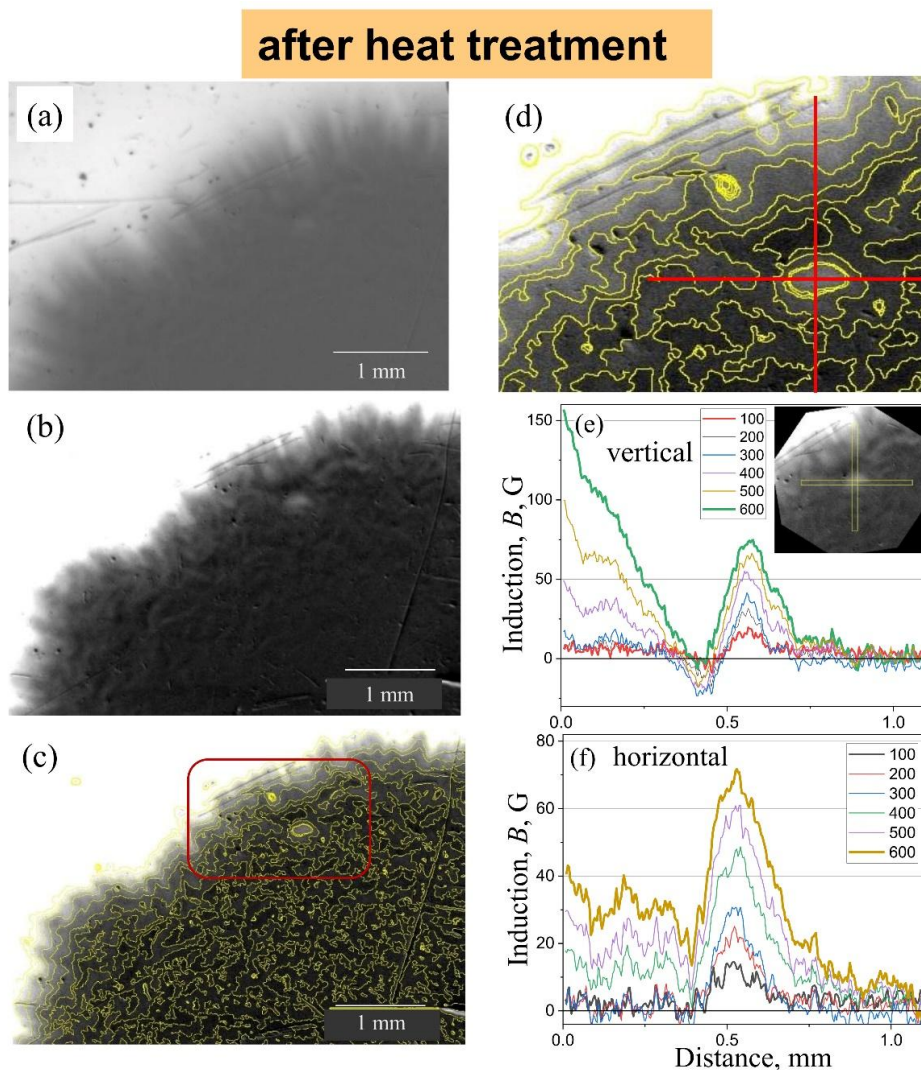 after heat treatment
(a)
1 mm
(b)
1 mm
(c)
1 mm
(d)
(e)
vertical
100
200
300
400
500
600
Induction, B, G
150
100
50
0
0.0
0.5
1.0
(f)
horizontal
100
200
300
400
500
600
Induction, B, G
80
60
40
20
0
0.0
0.5
1.0
Distance, mm